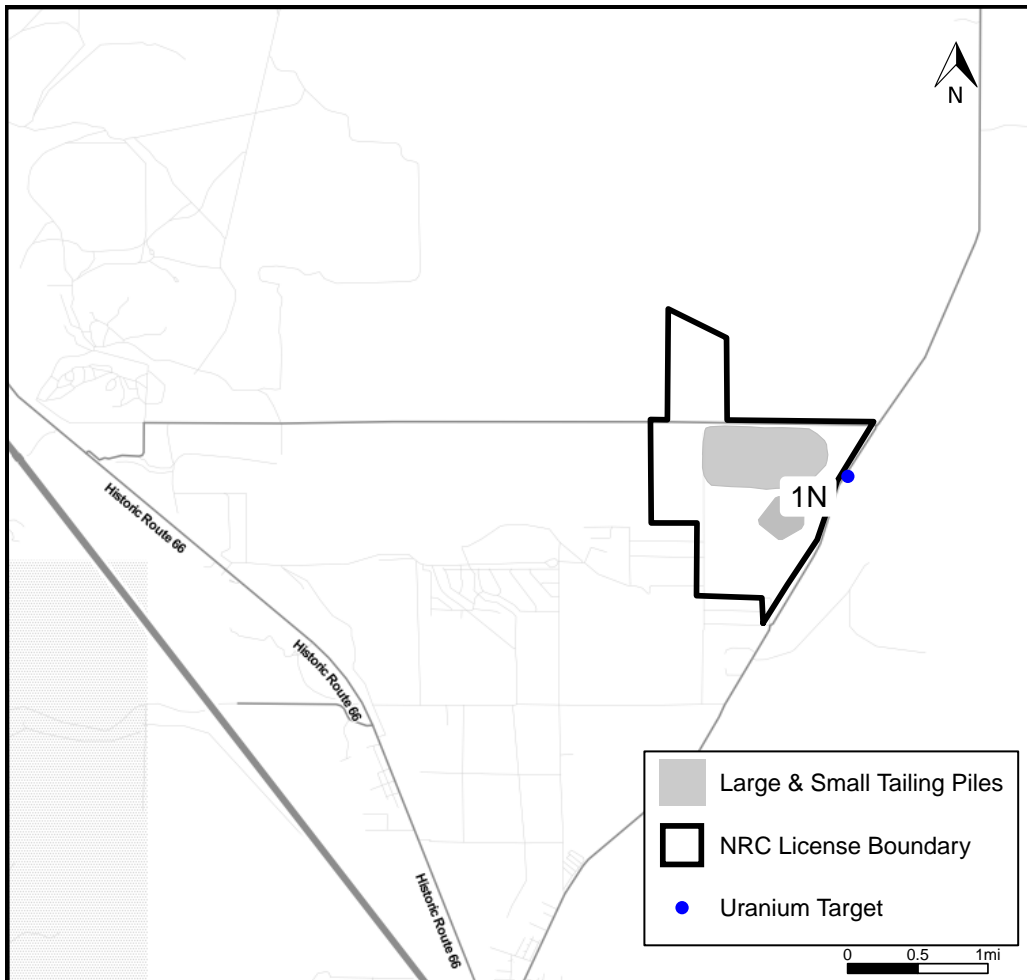 N
1N
Historic Route 66
Historic Route 66
Historic Route 66
Large & Small Tailing Piles
NRC License Boundary
Uranium Target
0 0.5 1mi